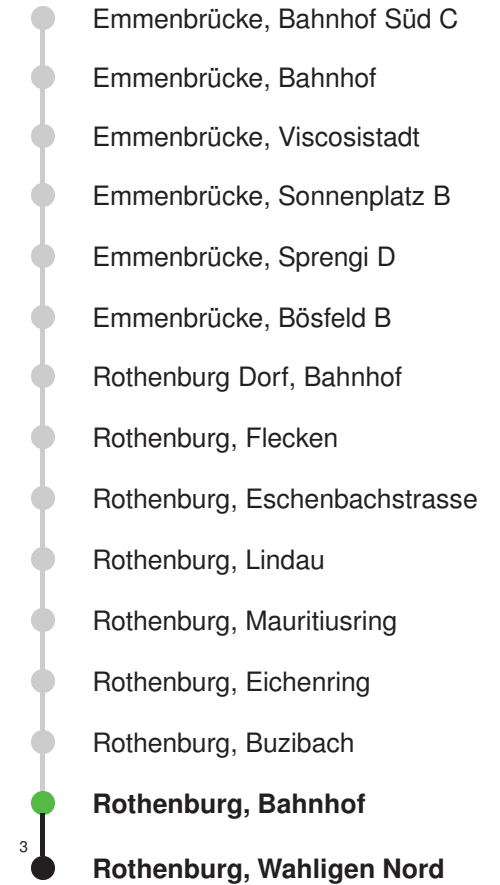 Emmenbrücke, Bahnhof Süd C
Emmenbrücke, Bahnhof
Emmenbrücke, Viscosistadt
Emmenbrücke, Sonnenplatz B
Emmenbrücke, Sprengi D
Emmenbrücke, Bösfeld B
Rothenburg Dorf, Bahnhof
Rothenburg, Flecken
Rothenburg, Eschenbachstrasse
Rothenburg, Lindau
Rothenburg, Mauritiusring
Rothenburg, Eichenring
Rothenburg, Buzibach
Rothenburg, Bahnhof
3
Rothenburg, Wahligen Nord